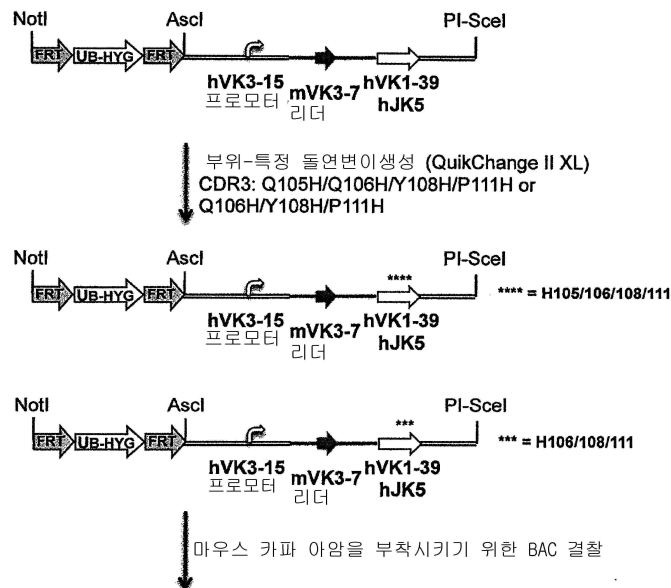 NotI AscI PI-SceI
FRT UB-HYG FRT
hVK3-15 mVK3-7 hVK1-39
프로모터 리더 hJK5
부위-특정 돌연변이생성 (QuikChange II XL)
CDR3: Q105H/Q106H/Y108H/P111H or
Q106H/Y108H/P111H
NotI AscI PI-SceI
**** **** = H105/106/108/111
FRT UB-HYG FRT
hVK3-15 mVK3-7 hVK1-39
프로모터 리더 hJK5
NotI AscI PI-SceI
*** *** = H106/108/111
FRT UB-HYG FRT
hVK3-15 mVK3-7 hVK1-39
프로모터 리더 hJK5
마우스 카파 아암을 부착시키기 위한 BAC 결찰